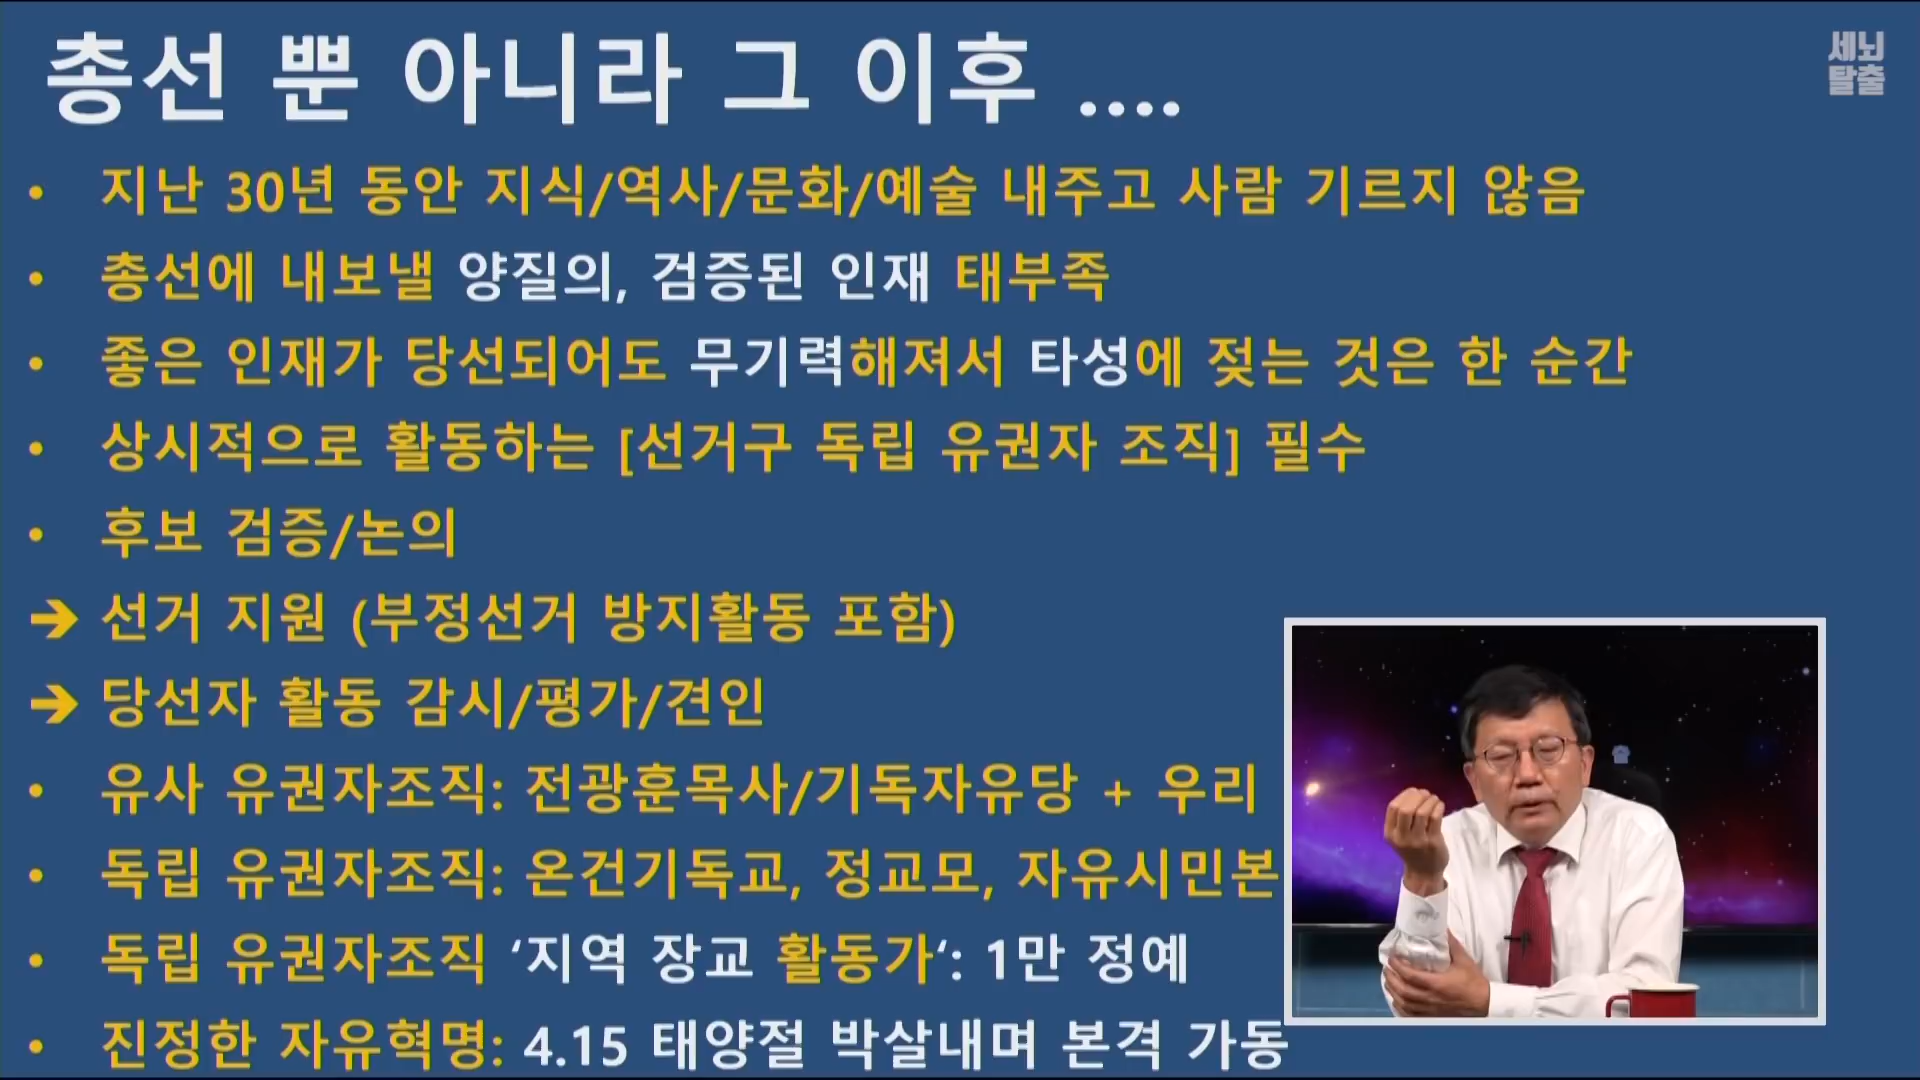 총선 뿐 아니라 그 이후 ....
세뇌
탈출
• 지난 30년 동안 지식/역사/문화/예술 내주고 사람 기르지 않음
• 총선에 내보낼 양질의, 검증된 인재 태부족
• 좋은 인재가 당선되어도 무기력해져서 타성에 젖는 것은 한 순간
• 상시적으로 활동하는 [선거구 독립 유권자 조직] 필수
• 후보 검증/논의
➔ 선거 지원 (부정선거 방지활동 포함)
➔ 당선자 활동 감시/평가/견인
• 유사 유권자조직: 전광훈목사/기독자유당 + 우리
• 독립 유권자조직: 온건기독교, 정교모, 자유시민본
• 독립 유권자조직 ‘지역 장교 활동가‘: 1만 정예
• 진정한 자유혁명: 4.15 태양절 박살내며 본격 가동